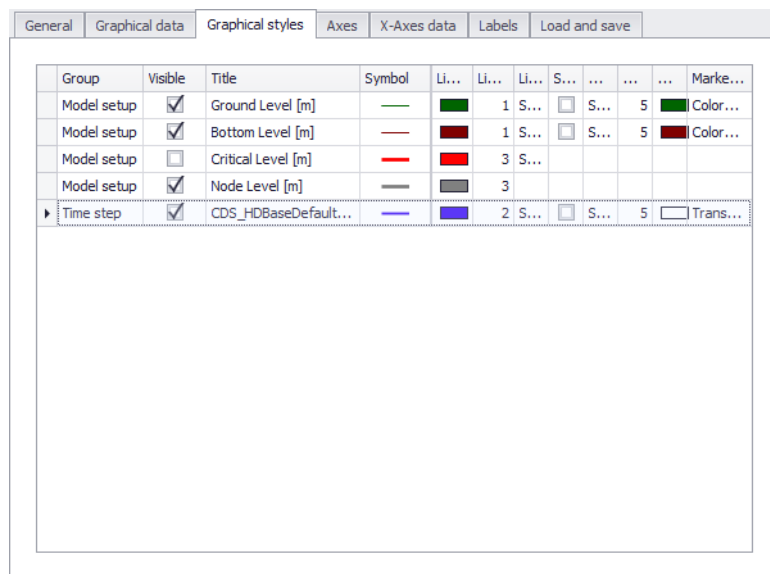 General Graphical data Graphical styles Axes X-Axes data Labels Load and save
Group Visible Title Symbol Li... Li... Li... S... ... ... ... Marke...
Model setup Ground Level [m] 1 S... S... 5 Color...
Model setup Bottom Level [m] 1 S... S... 5 Color...
Model setup Critical Level [m] 3 S...
Model setup Node Level [m] 3
Time step CDS_HDBaseDefault... 2 S... S... 5 Trans...